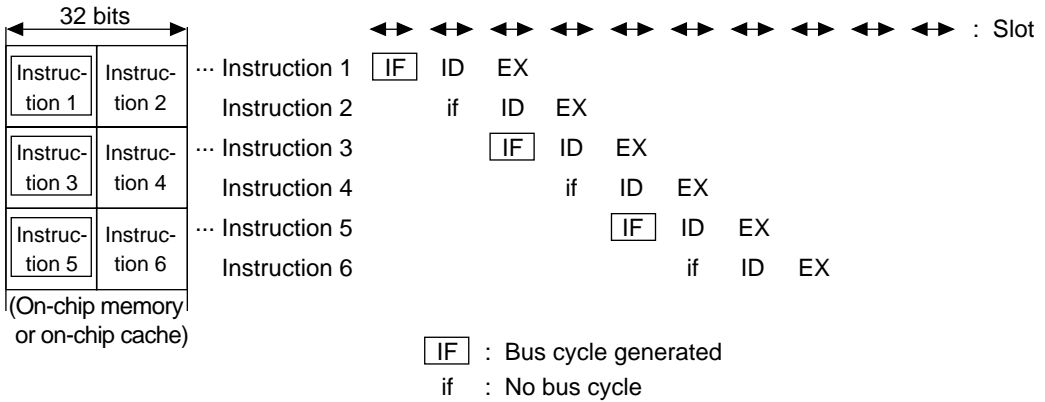 32 bits
: Slot
Instruc-
tion 1
Instruc-
tion 2
... Instruction 1 IF ID EX
Instruction 2 if ID EX
Instruc-
tion 3
Instruc-
tion 4
... Instruction 3 IF ID EX
Instruction 4 if ID EX
Instruc-
tion 5
Instruc-
tion 6
... Instruction 5 IF ID EX
Instruction 6 if ID EX
(On-chip memory
or on-chip cache)
IF : Bus cycle generated
if : No bus cycle